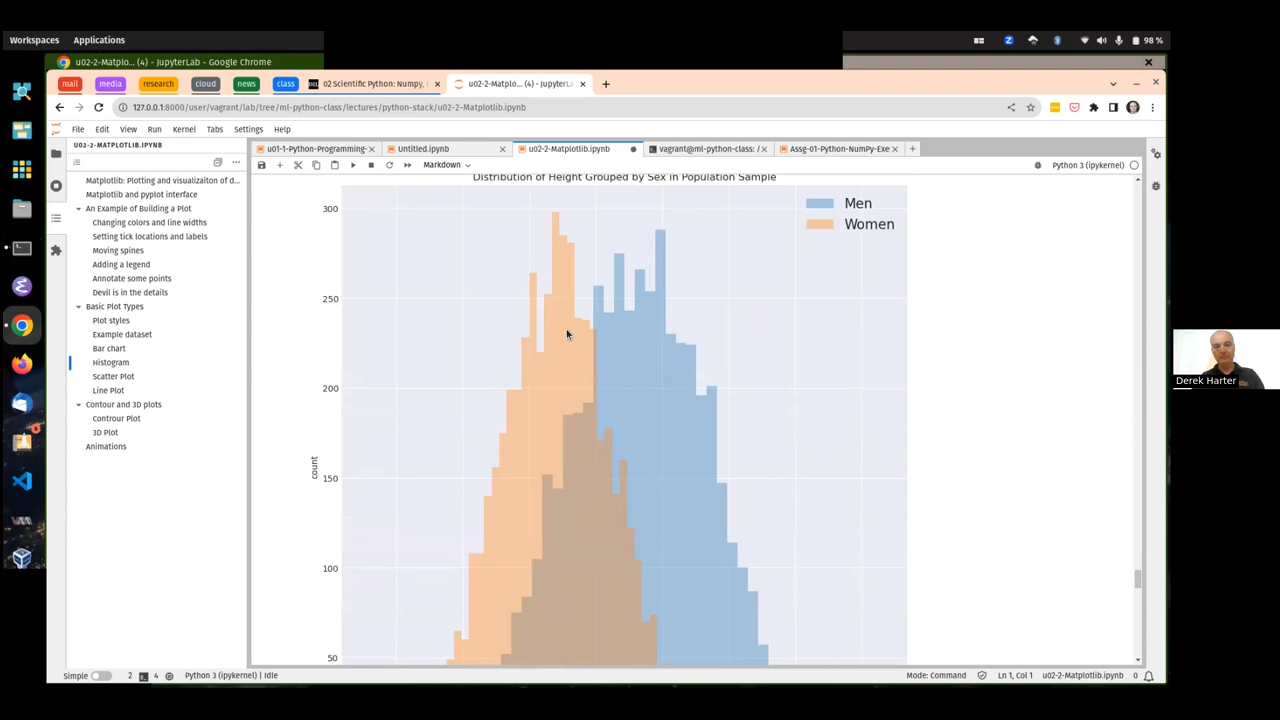 Workspaces Applications 98 %
u02-2-Matplo... (4) - JupyterLab - Google Chrome
mail media research cloud news class 02 Scientific Python: Numpy, u02-2-Matplo... (4) - JupyterLa
127.0.0.1:8000/user/vagrant/lab/tree/ml-python-class/lectures/python-stack/u02-2-Matplotlib.ipynb
File Edit View Run Kernel Tabs Settings Help
U02-2-MATPLOTLIB.IPYNB
u01-1-Python-Programming- Untitled.ipynb u02-2-Matplotlib.ipynb vagrant@ml-python-class: / Assg-01-Python-NumPy-Exe
Markdown Python 3 (ipykernel)
Matplotlib: Plotting and visualizaiton of d...
Matplotlib and pyplot interface
An Example of Building a Plot
Changing colors and line widths
Setting tick locations and labels
Moving spines
Adding a legend
Annotate some points
Devil is in the details
Basic Plot Types
Plot styles
Example dataset
Bar chart
Histogram
Scatter Plot
Line Plot
Contour and 3D plots
Controur Plot
3D Plot
Animations
Distribution of Height Grouped by Sex in Population Sample
Men
Women
300
250
200
150
100
50
count
Derek Harter
Simple 2 4 Python 3 (ipykernel) | Idle Mode: Command Ln 1, Col 1 u02-2-Matplotlib.ipynb 0